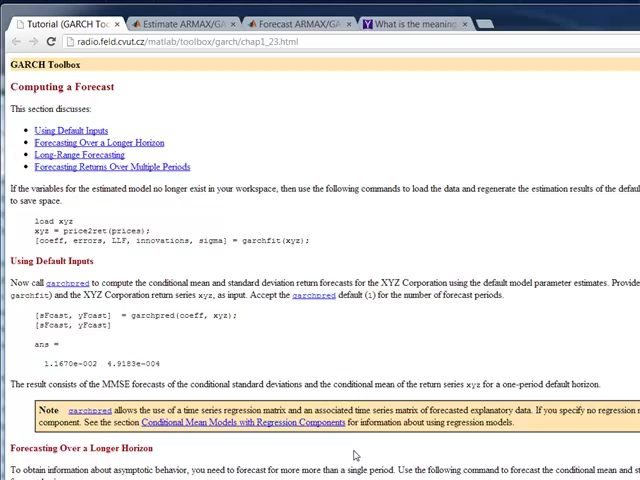 Tutorial (GARCH Too
Estimate ARMAX/GA
Forecast ARMAX/GA
What is the meaning
radio.feld.cvut.cz/matlab/toolbox/garch/chap1_23.html
GARCH Toolbox
Computing a Forecast
This section discusses:
Using Default Inputs
Forecasting Over a Longer Horizon
Long-Range Forecasting
Forecasting Returns Over Multiple Periods
If the variables for the estimated model no longer exist in your workspace, then use the following commands to load the data and regenerate the estimation results of the defau
to save space.
load xyz
xyz = price2ret(prices);
[coeff, errors, LLF, innovations, sigma] = garchfit(xyz);
Using Default Inputs
Now call garchpred to compute the conditional mean and standard deviation return forecasts for the XYZ Corporation using the default model parameter estimates. Provide
garchfit) and the XYZ Corporation return series xyz, as input. Accept the garchpred default (1) for the number of forecast periods.
[sFcast, yFcast] = garchpred(coeff, xyz);
[sFcast, yFcast]
ans =
1.1670e-002 4.9183e-004
The result consists of the MMSE forecasts of the conditional standard deviations and the conditional mean of the return series xyz for a one-period default horizon.
Note garchpred allows the use of a time series regression matrix and an associated time series matrix of forecasted explanatory data. If you specify no regression m
component. See the section Conditional Mean Models with Regression Components for information about using regression models.
Forecasting Over a Longer Horizon
To obtain information about asymptotic behavior, you need to forecast for more more than a single period. Use the following command to forecast the conditional mean and st